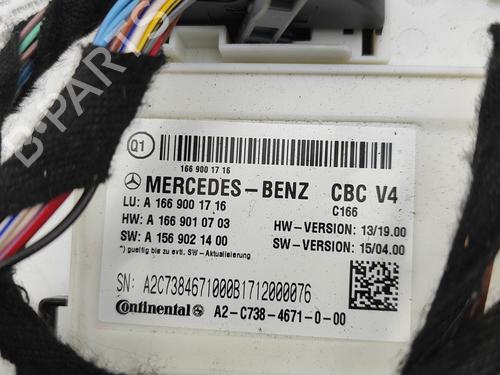 Q1
166 900 17 16
MERCEDES-BENZ CBC V4
C166
LU: A 166 900 17 16
HW: A 166 901 07 03 HW-VERSION: 13/19.00
SW: A 156 902 14 00 SW-VERSION: 15/04.00
*) gueltig bis zu evtl. SW-Aktualisierung
SN: A2C7384671000B1712000076
Continental A2-C738-4671-0-00
B-PARTS